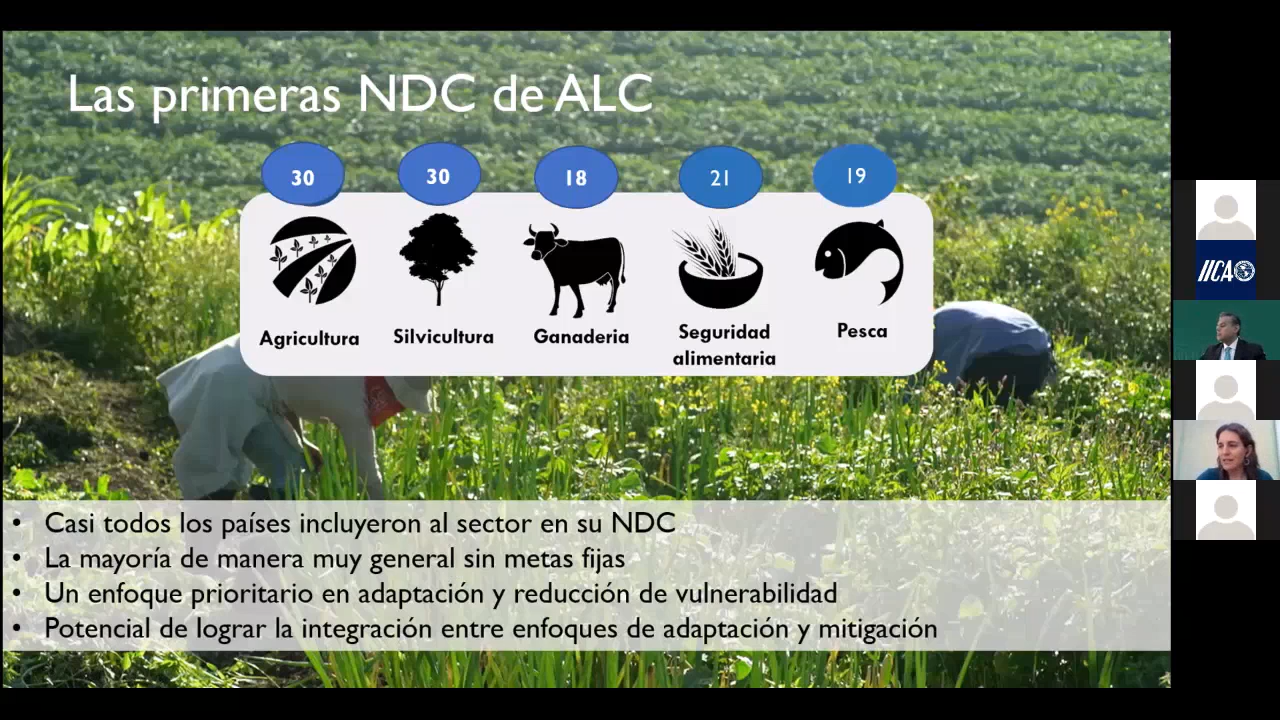 Las primeras NDC de ALC
30
30
18
21
19
Agricultura
Silvicultura
Ganaderia
Seguridad
alimentaria
Pesca
• Casi todos los países incluyeron al sector en su NDC
• La mayoría de manera muy general sin metas fijas
• Un enfoque prioritario en adaptación y reducción de vulnerabilidad
• Potencial de lograr la integración entre enfoques de adaptación y mitigación
IICA